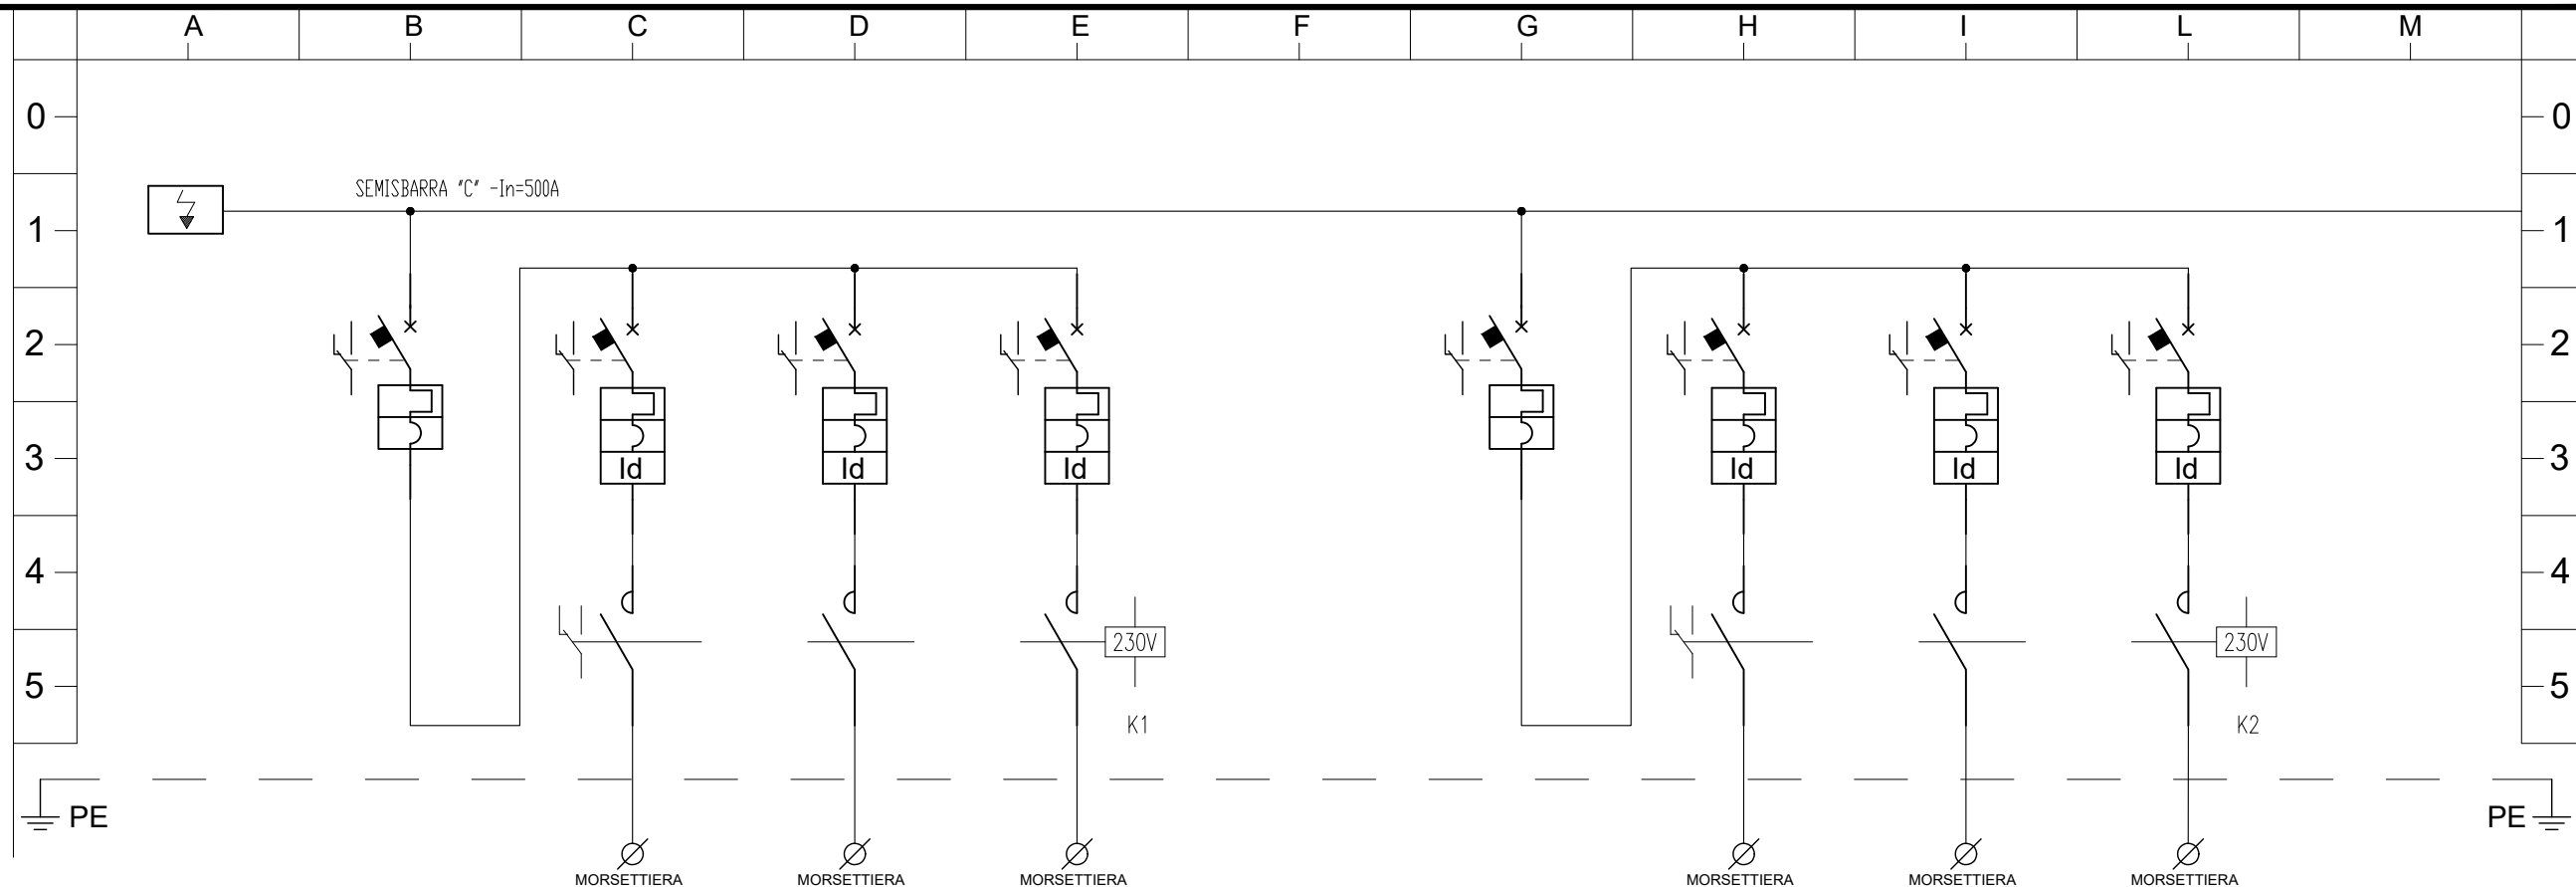 A B C D E F G H I L M
0 0
SEMISBARRA "C" -In=500A
1 1
2 2
3 Id Id Id Id Id Id 3
4 4
230V 230V
5 5
K1 K2
PE PE
MORSETTIERA MORSETTIERA MORSETTIERA MORSETTIERA MORSETTIERA MORSETTIERA